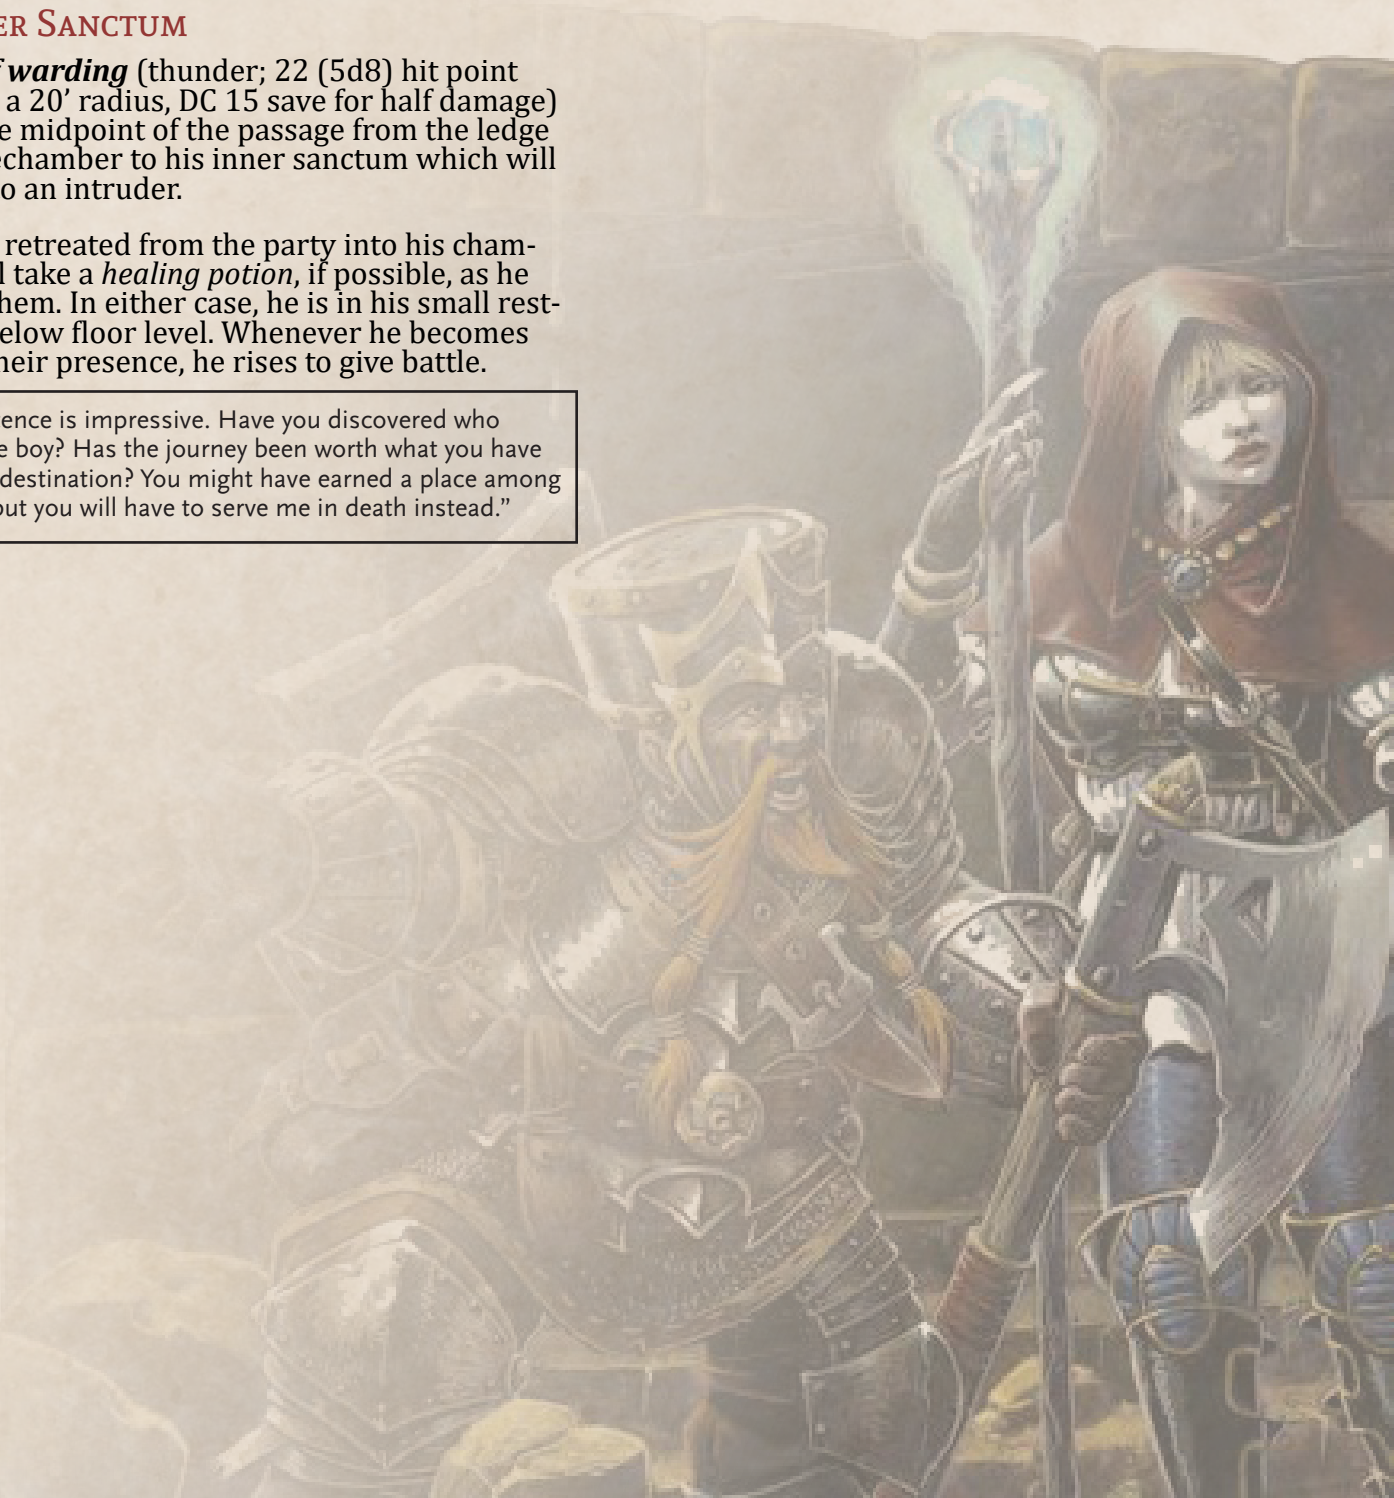 ER SANCTUM
warding (thunder; 22 (5d8) hit point
a 20’ radius, DC 15 save for half damage)
midpoint of the passage from the ledge
echamber to his inner sanctum which will
o an intruder.
retreated from the party into his cham-
take a healing potion, if possible, as he
hem. In either case, he is in his small rest-
elow floor level. Whenever he becomes
heir presence, he rises to give battle.
ence is impressive. Have you discovered who
e boy? Has the journey been worth what you have
destination? You might have earned a place among
out you will have to serve me in death instead.”